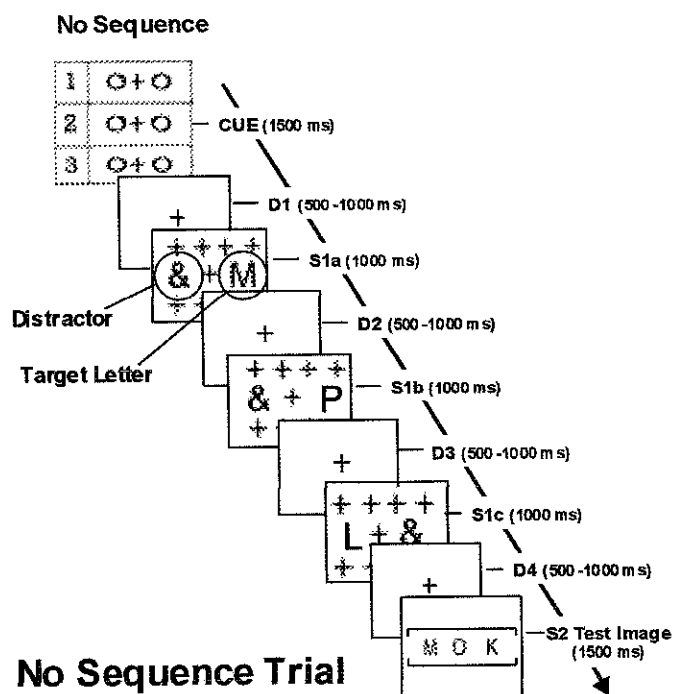 No Sequence
1 O+O
2 O+O
3 O+O
CUE (1500 ms)
+
D1 (500-1000 ms)
+ + + +
& + M
+ +
S1a (1000 ms)
Distractor
Target Letter
+
D2 (500-1000 ms)
+ + + +
& + P
+
S1b (1000 ms)
+
D3 (500-1000 ms)
+ + + +
L + &
+ +
S1c (1000 ms)
+
D4 (500-1000 ms)
[M O K]
S2 Test Image
(1500 ms)
No Sequence Trial